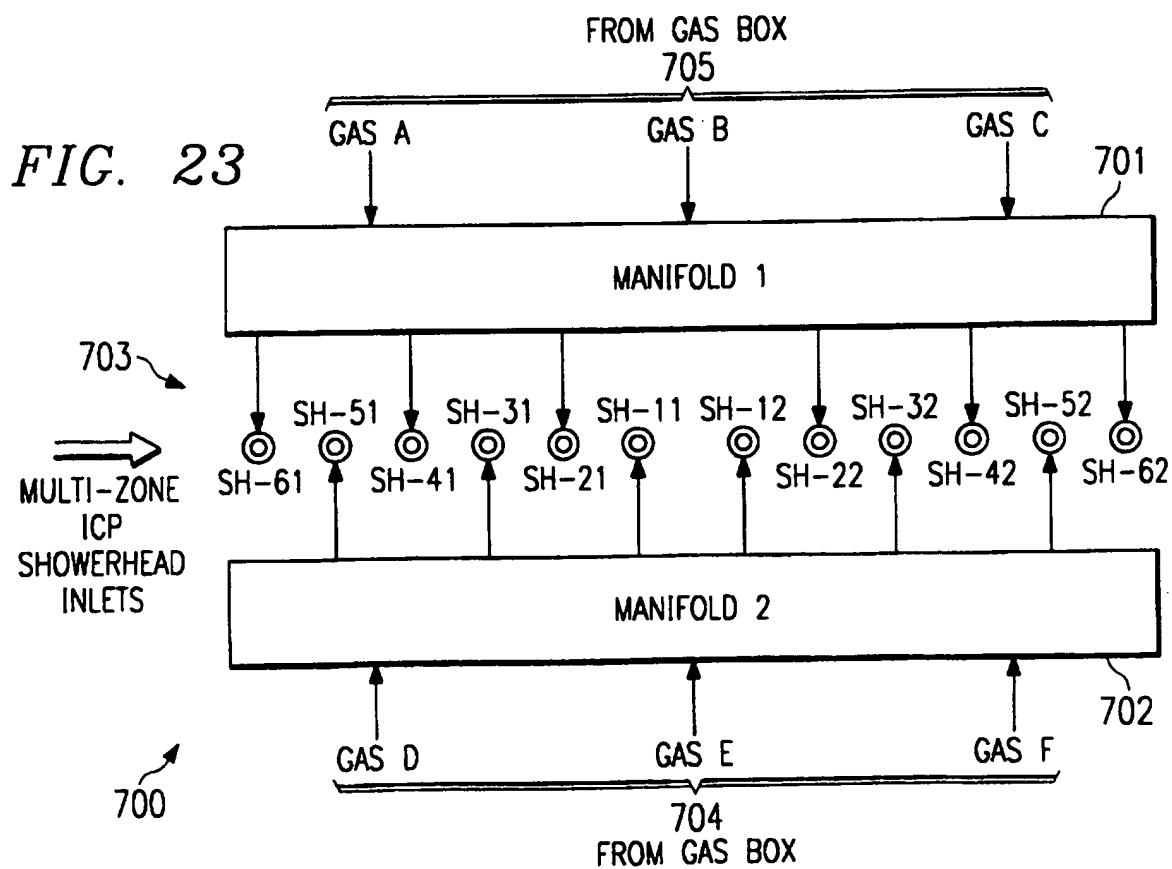 FROM GAS BOX
705
GAS A GAS B GAS C
FIG. 23
701
MANIFOLD 1
703
SH-51 SH-31 SH-11 SH-12 SH-32 SH-52
SH-61 SH-41 SH-21 SH-22 SH-42 SH-62
MULTI-ZONE
ICP
SHOWERHEAD
INLETS
MANIFOLD 2
702
GAS D GAS E GAS F
700
704
FROM GAS BOX